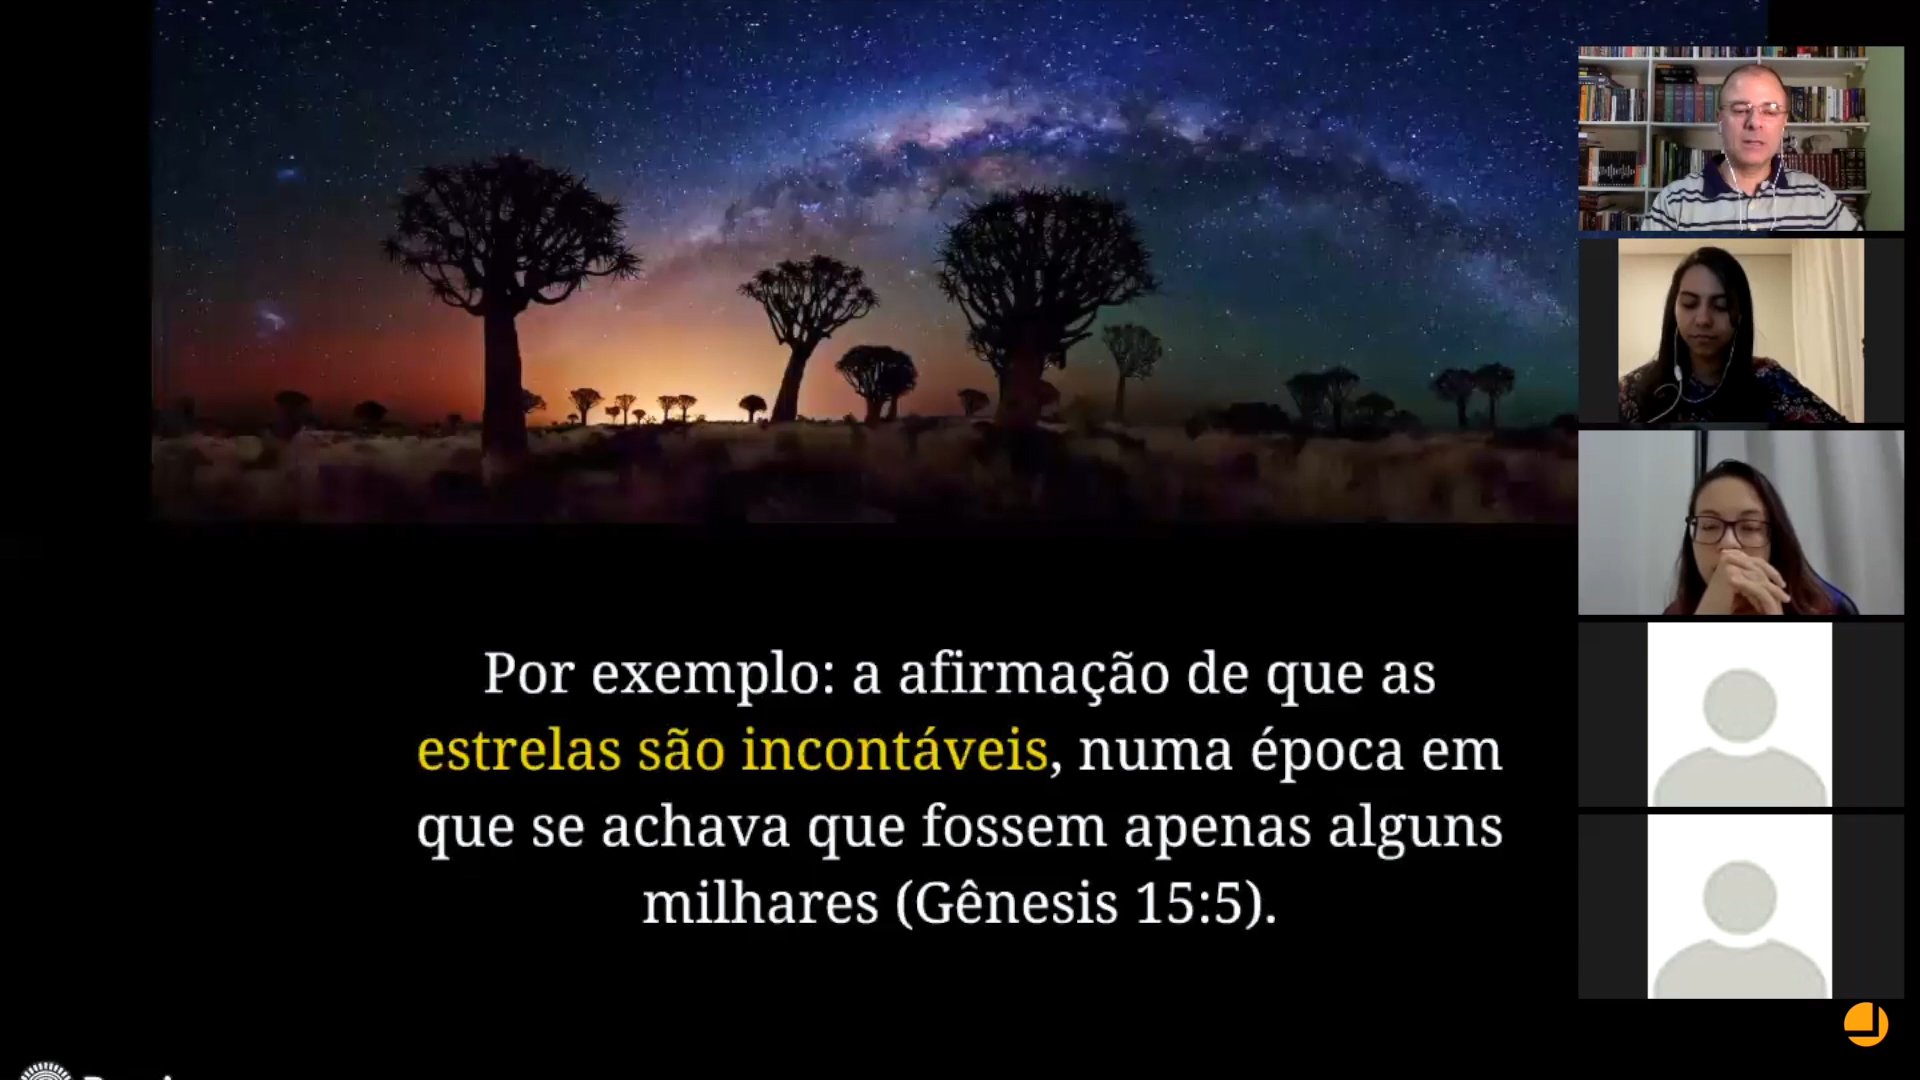 Por exemplo: a afirmação de que as
estrelas são incontáveis, numa época em
que se achava que fossem apenas alguns
milhares (Gênesis 15:5).